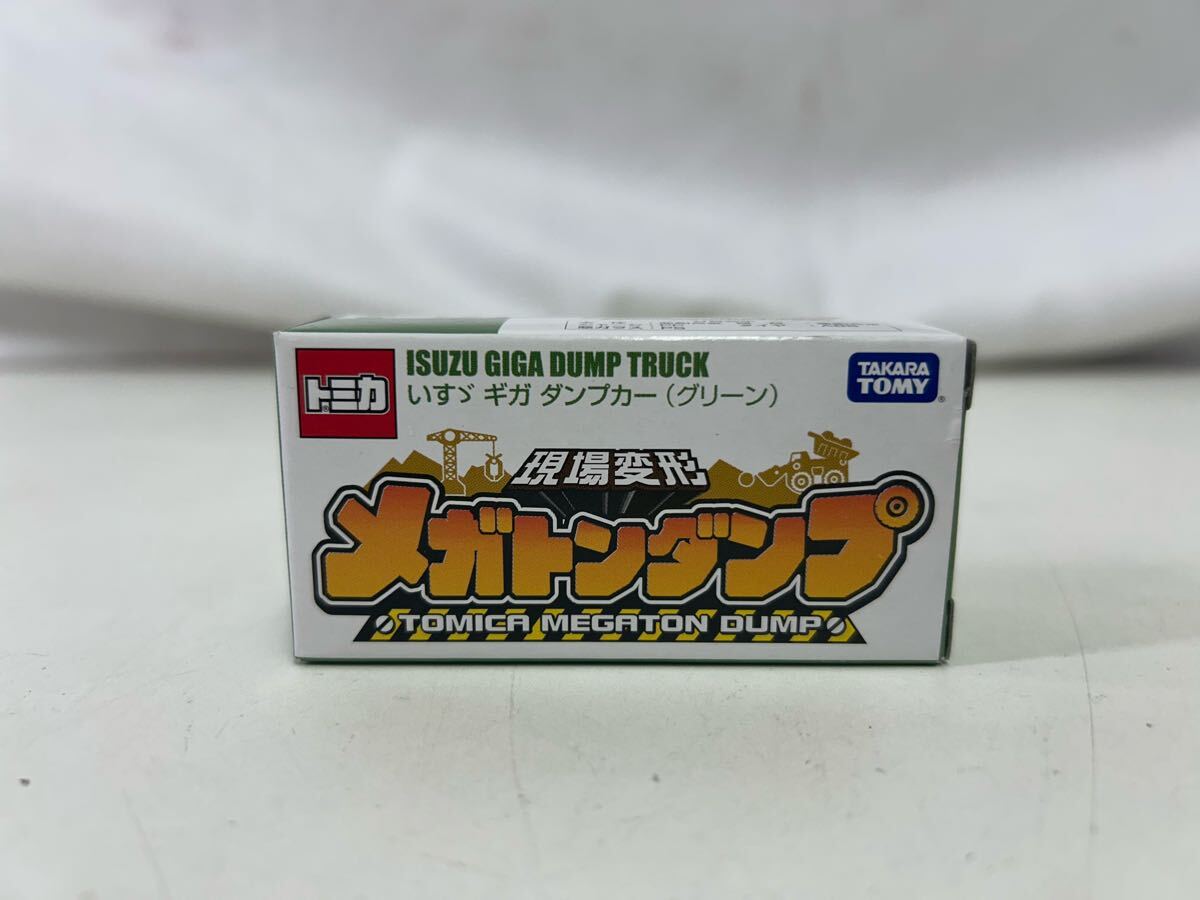 トミカ
ISUZU GIGA DUMP TRUCK
いすゞ ギガ ダンプカー(グリーン)
TAKARA
TOMY
現場変形
メガトンダンプ
TOMICA MEGATON DUMP